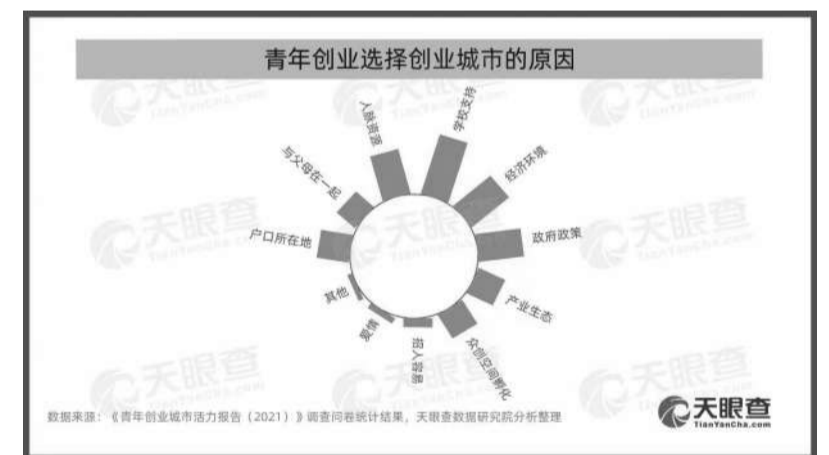 青年创业选择创业城市的原因
学校支持
经济环境
政府政策
产业生态
众创空间孵化
招人容易
爱情
其他
户口所在地
与父母在一起
人脉资源
数据来源：《青年创业城市活力报告（2021）》调查问卷统计结果，天眼查数据研究院分析整理
天眼查
TianYanCha.com